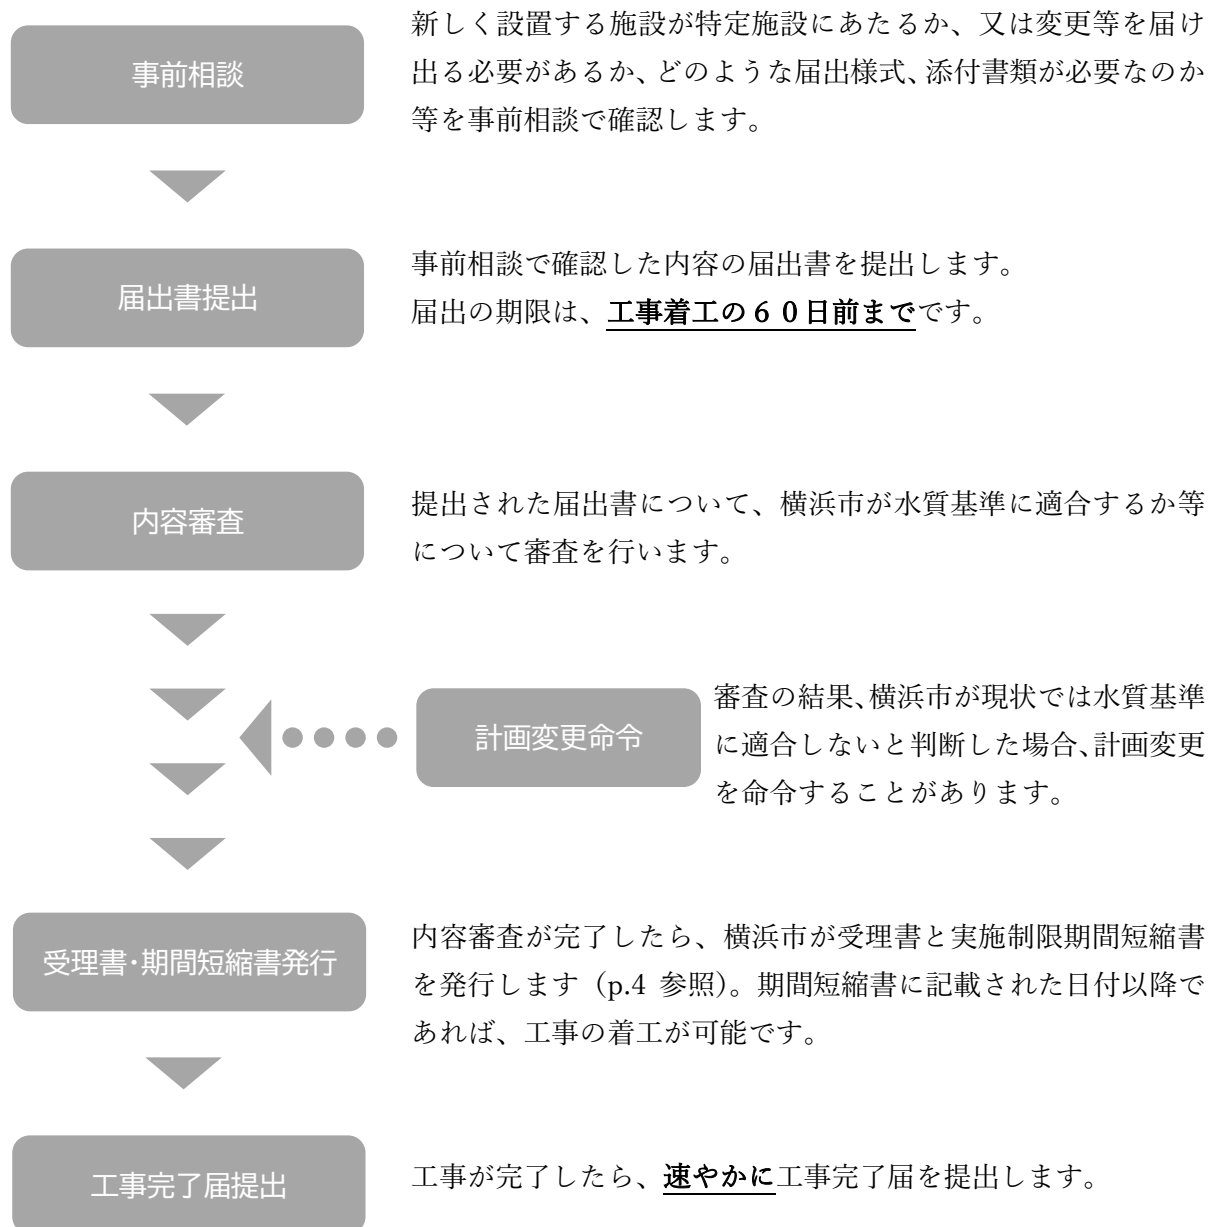 事前相談
新しく設置する施設が特定施設にあたるか、又は変更等を届け
出る必要があるか、どのような届出様式、添付書類が必要なのか
等を事前相談で確認します。
届出書提出
事前相談で確認した内容の届出書を提出します。
届出の期限は、工事着工の60日前までです。
内容審査
提出された届出書について、横浜市が水質基準に適合するか等
について審査を行います。
計画変更命令
審査の結果、横浜市が現状では水質基準
に適合しないと判断した場合、計画変更
を命令することがあります。
受理書・期間短縮書発行
内容審査が完了したら、横浜市が受理書と実施制限期間短縮書
を発行します（p.4 参照）。期間短縮書に記載された日付以降で
あれば、工事の着工が可能です。
工事完了届提出
工事が完了したら、速やかに工事完了届を提出します。